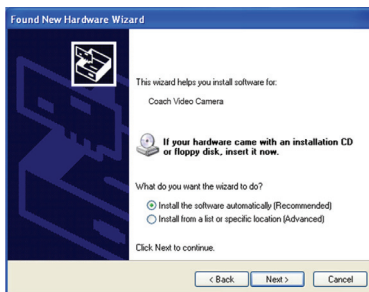 Found New Hardware Wizard
This wizard helps you install software for:
Coach Video Camera
If your hardware came with an installation CD
or floppy disk, insert it now.
What do you want the wizard to do?
Install the software automatically (Recommended)
Install from a list or specific location (Advanced)
Click Next to continue.
< Back Next > Cancel